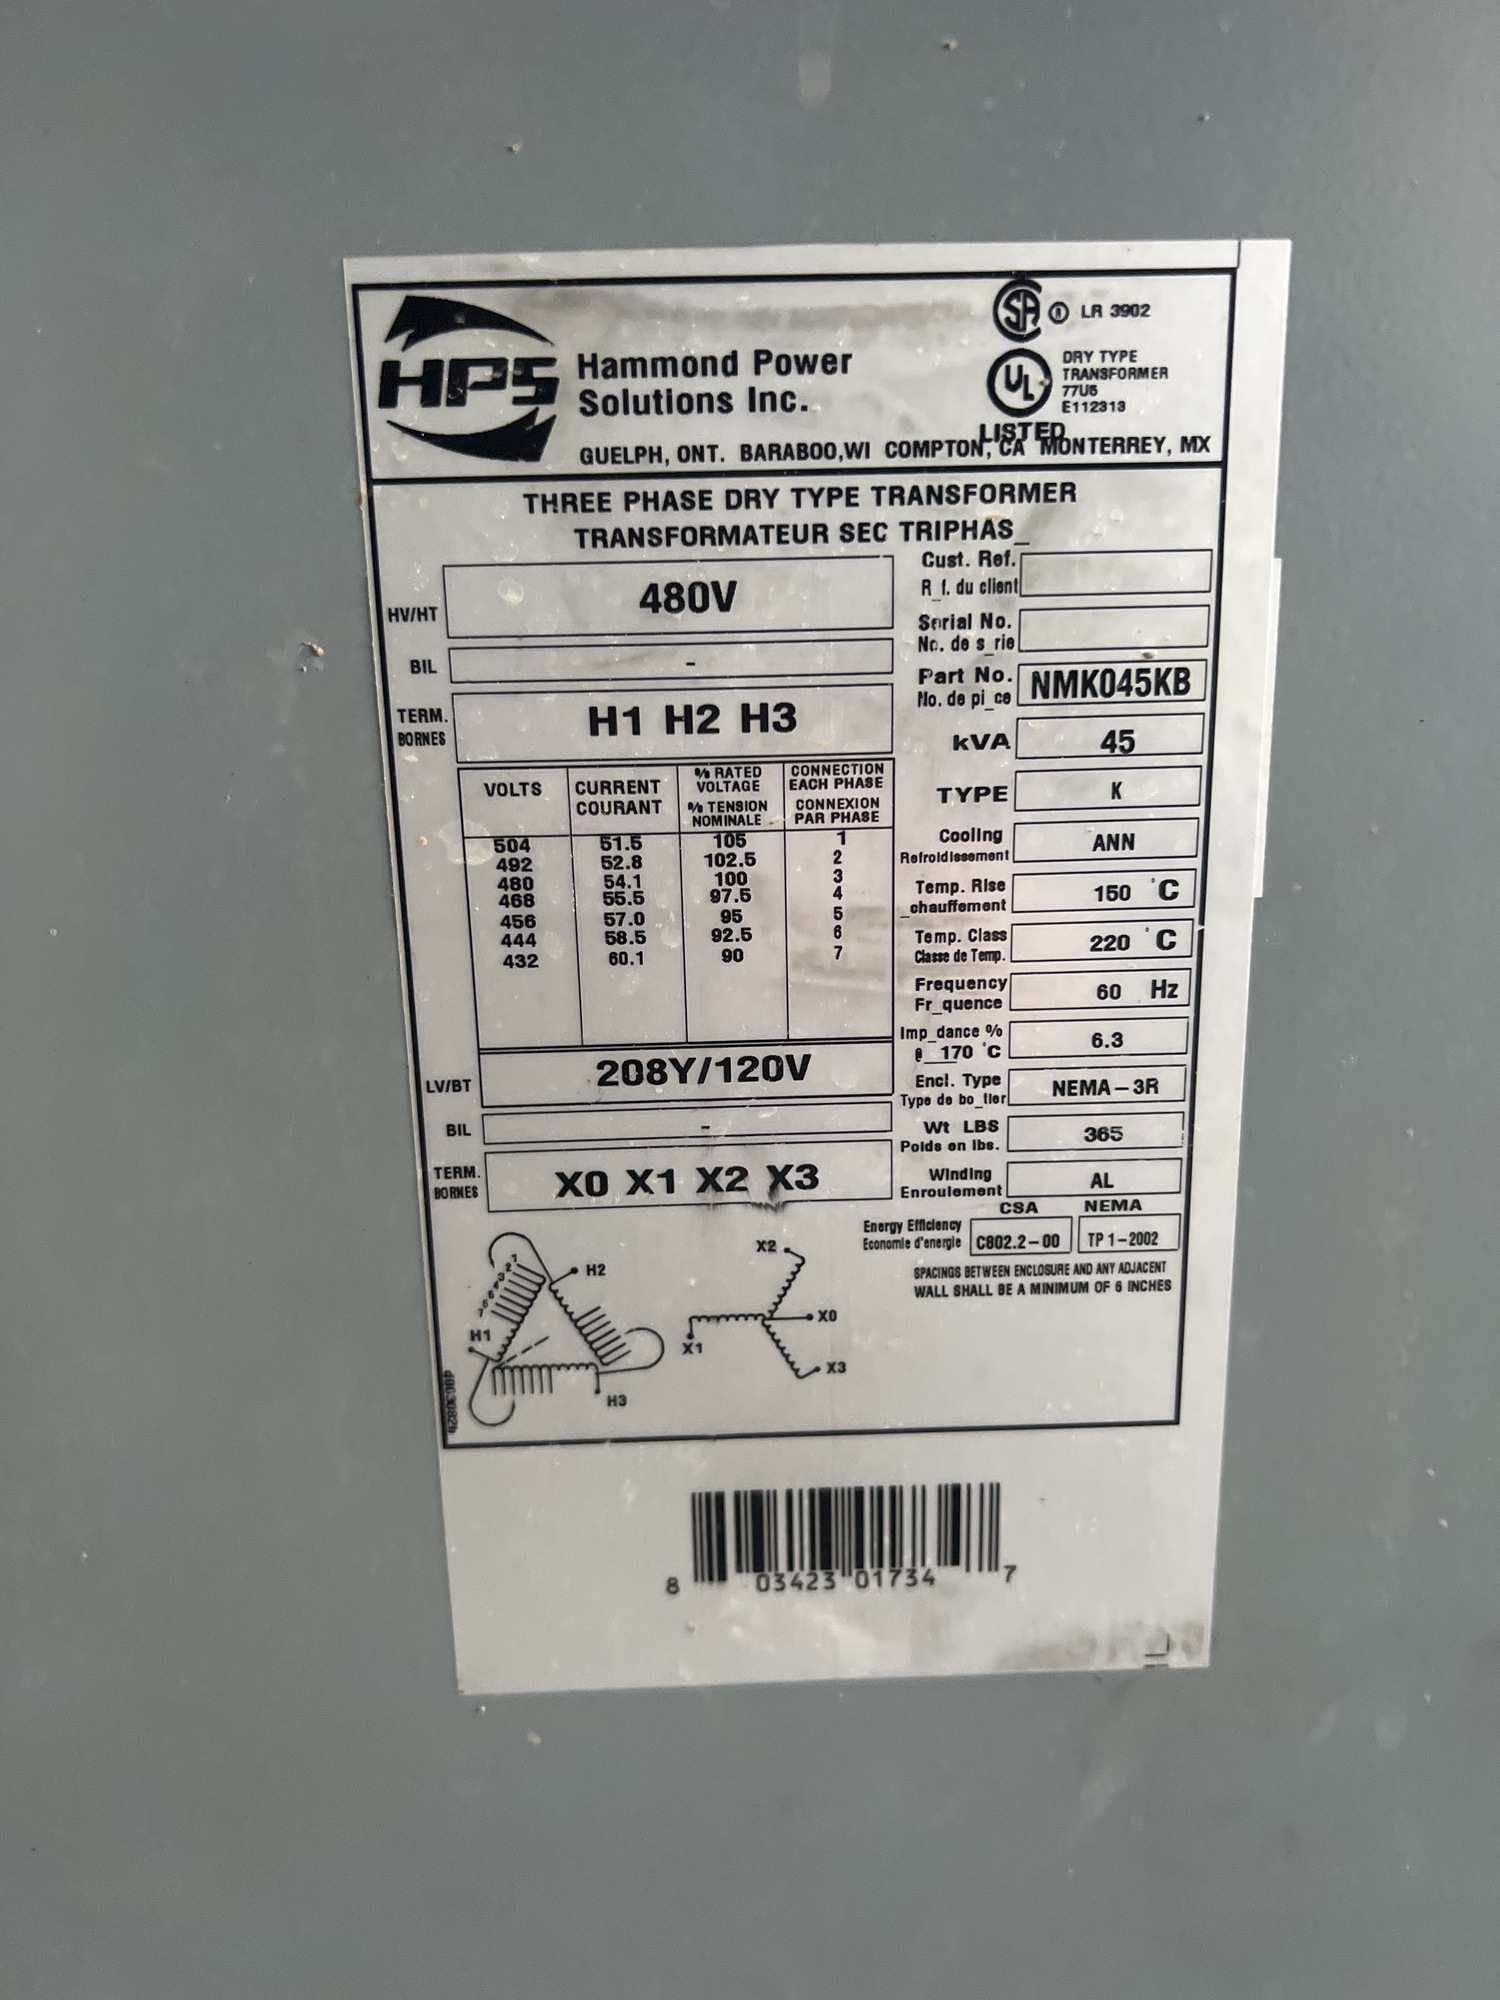 HPS
Hammond Power
Solutions Inc.
LR 3902
DRY TYPE
TRANSFORMER
77U6
E112313
UL
LISTED
GUELPH, ONT. BARABOO,WI COMPTON, CA MONTERREY, MX
THREE PHASE DRY TYPE TRANSFORMER
TRANSFORMATEUR SEC TRIPHAS_
HV/HT 480V
BIL -
TERM.
BORNES
H1 H2 H3
VOLTS
CURRENT
COURANT
% RATED
VOLTAGE
% TENSION
NOMINALE
CONNECTION
EACH PHASE
CONNEXION
PAR PHASE
504 51.5 105 1
492 52.8 102.5 2
480 54.1 100 3
468 55.5 97.5 4
456 57.0 95 5
444 58.5 92.5 6
432 60.1 90 7
LV/BT 208Y/120V
BIL -
TERM.
BORNES
X0 X1 X2 X3
Cust. Ref.
R_f. du client
Serial No.
No. de s_rie
Part No.
No. de pi_ce
NMK045KB
kVA 45
TYPE K
Cooling
Refroidissement
ANN
Temp. Rise
_chauffement
150 °C
Temp. Class
Classe de Temp.
220 °C
Frequency
Fr_quence
60 Hz
Imp_dance %
@ 170 °C
6.3
Encl. Type
Type de bo_tier
NEMA-3R
Wt LBS
Poids en lbs.
365
Winding
Enroulement
AL
CSA NEMA
Energy Efficiency
Economie d'energie
C802.2-00
TP 1-2002
SPACINGS BETWEEN ENCLOSURE AND ANY ADJACENT
WALL SHALL BE A MINIMUM OF 6 INCHES
H2
H1
H3
X2
X0
X1
X3
8 03423 01734 7